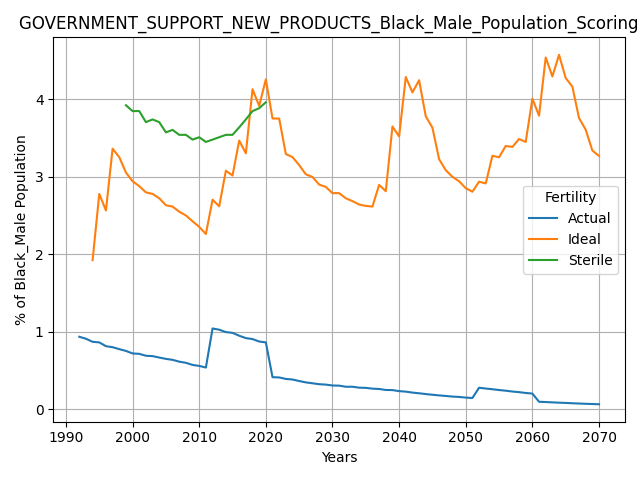 GOVERNMENT_SUPPORT_NEW_PRODUCTS_Black_Male_Population_Scoring
% of Black_Male Population
4
3
2
1
0
Fertility
Actual
Ideal
Sterile
1990 2000 2010 2020 2030 2040 2050 2060 2070
Years